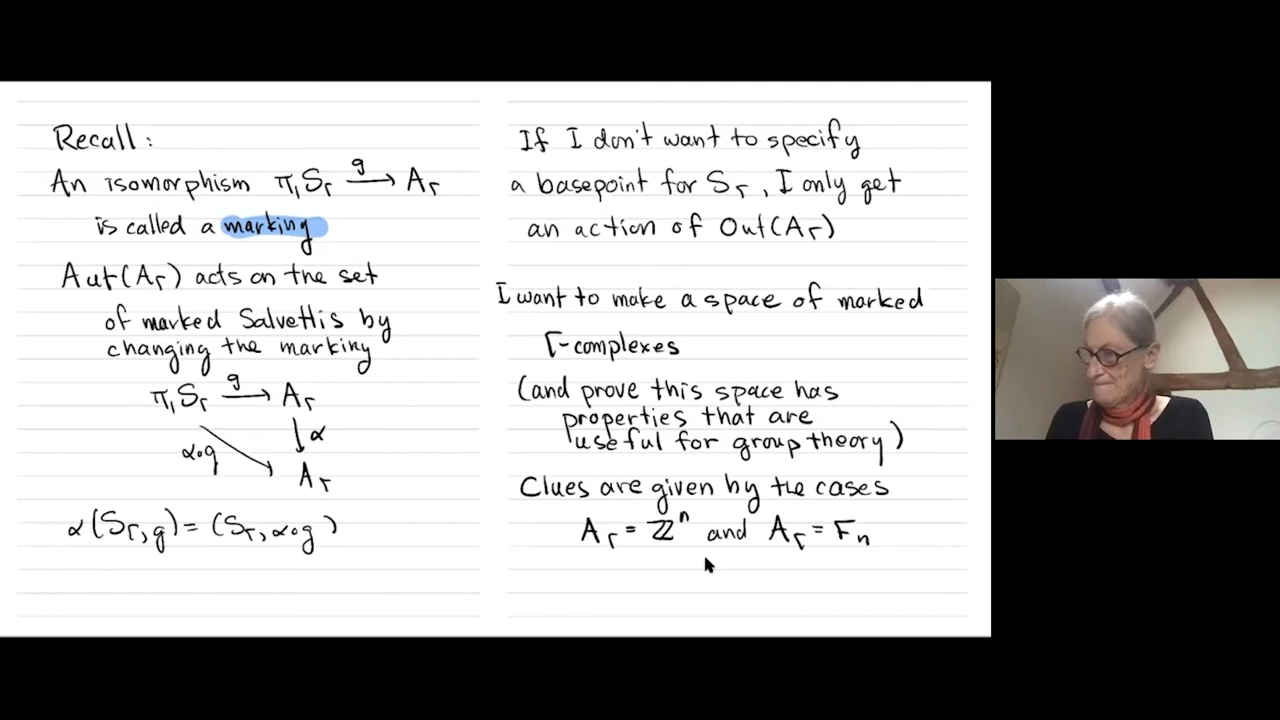 Recall:
An isomorphism π₁S_Γ —g→ A_Γ
is called a marking
Aut(A_Γ) acts on the set
of marked Salvettis by
changing the marking
π₁S_Γ —g→ A_Γ
α∘g ↓α
A_Γ
α(S_Γ, g) = (S_Γ, α∘g)
If I don't want to specify
a basepoint for S_Γ, I only get
an action of Out(A_Γ)
I want to make a space of marked
Γ-complexes
(and prove this space has
properties that are
useful for group theory)
Clues are given by the cases
A_Γ = ℤⁿ and A_Γ = F_n